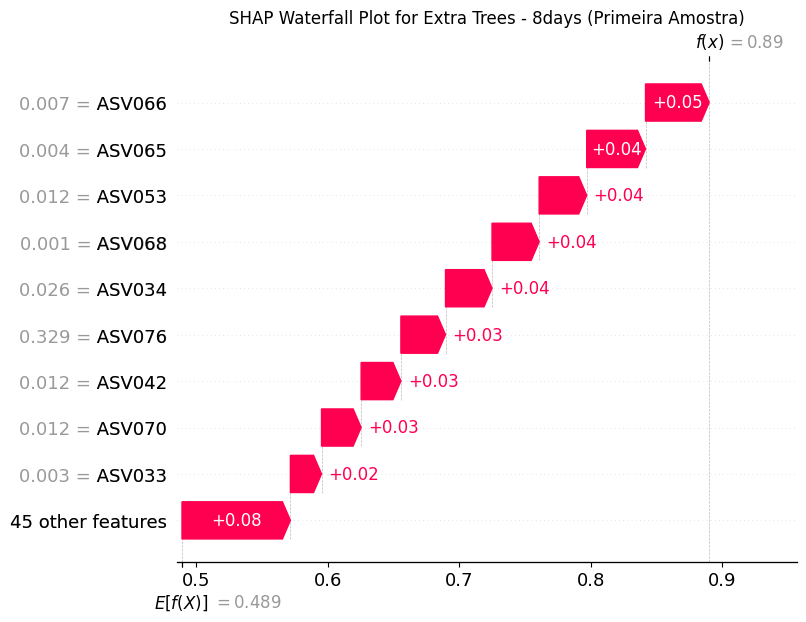 SHAP Waterfall Plot for Extra Trees - 8days (Primeira Amostra)
f(x) = 0.89
0.007 = ASV066 +0.05
0.004 = ASV065 +0.04
0.012 = ASV053 +0.04
0.001 = ASV068 +0.04
0.026 = ASV034 +0.04
0.329 = ASV076 +0.03
0.012 = ASV042 +0.03
0.012 = ASV070 +0.03
0.003 = ASV033 +0.02
45 other features +0.08
0.5 0.6 0.7 0.8 0.9
E[f(X)] = 0.489